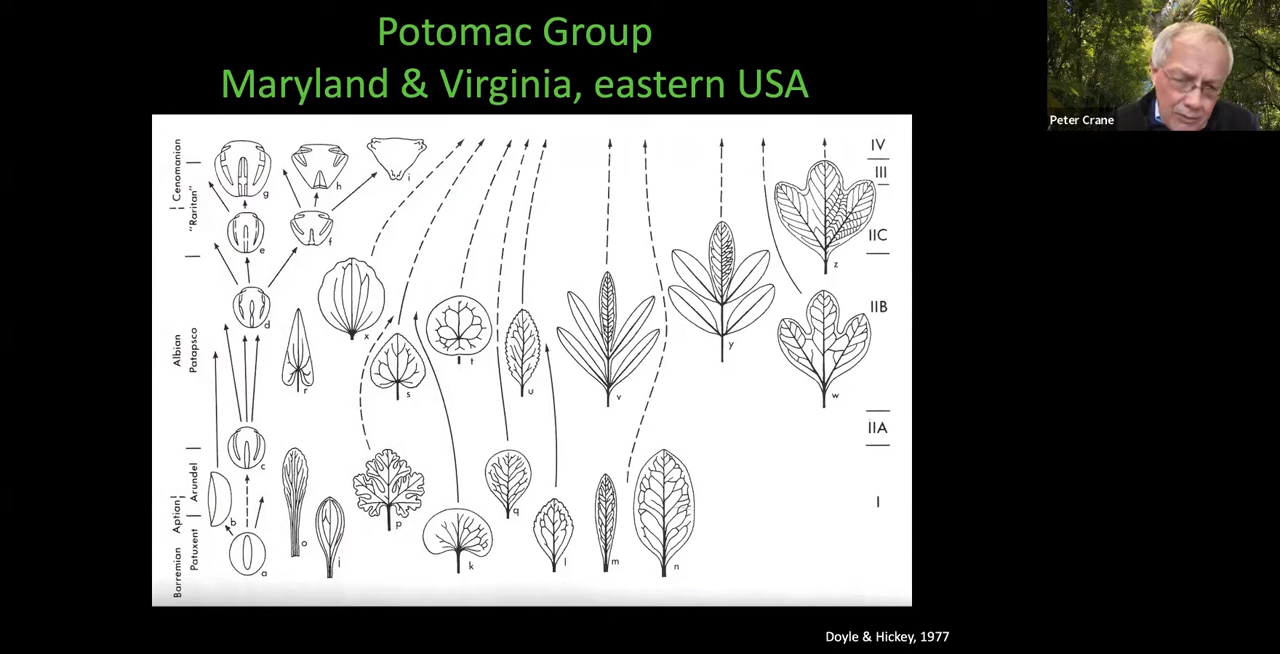 Potomac Group
Maryland & Virginia, eastern USA
Peter Crane
Cenomanian
"Raritan"
Albian
Patapsco
Aptian
Arundel
Barremian
Patuxent
g
h
i
e
f
d
x
r
s
t
u
v
y
z
w
c
b
a
o
j
p
k
q
l
m
n
IV
III
IIC
IIB
IIA
I
Doyle & Hickey, 1977